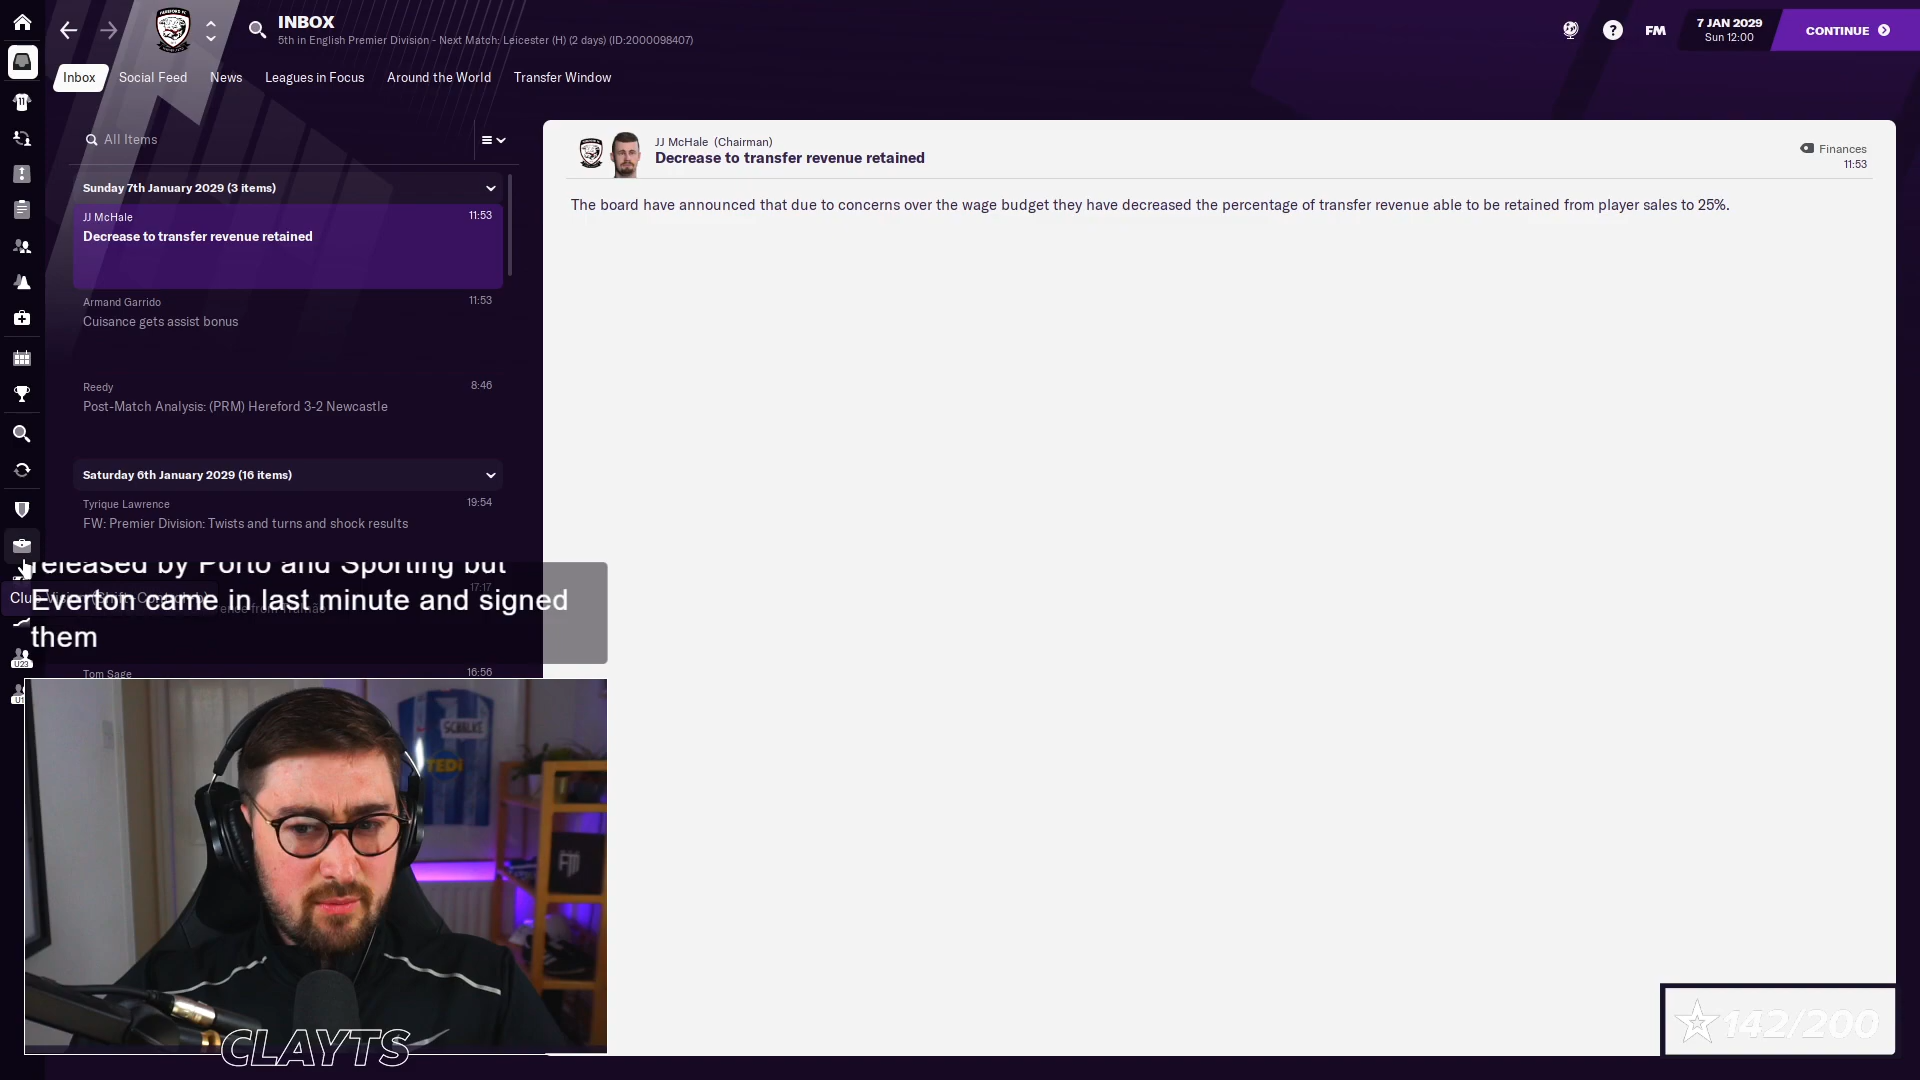 INBOX
5th in English Premier Division - Next Match: Leicester (H) (2 days) (ID:2000098407)
FM
7 JAN 2029
Sun 12:00
CONTINUE
Inbox
Social Feed
News
Leagues in Focus
Around the World
Transfer Window
All Items
Sunday 7th January 2029 (3 items)
JJ McHale
11:53
Decrease to transfer revenue retained
Armand Garrido
11:53
Cuisance gets assist bonus
Reedy
8:46
Post-Match Analysis: (PRM) Hereford 3-2 Newcastle
Saturday 6th January 2029 (16 items)
Tyrique Lawrence
19:54
FW: Premier Division: Twists and turns and shock results
17:17
released by Porto and Sporting but
Everton came in last minute and signed
them
Tom Sage
16:56
U23
JJ McHale (Chairman)
Decrease to transfer revenue retained
Finances
11:53
The board have announced that due to concerns over the wage budget they have decreased the percentage of transfer revenue able to be retained from player sales to 25%.
SCHALKE
TEDi
FM
CLAYTS
142/200